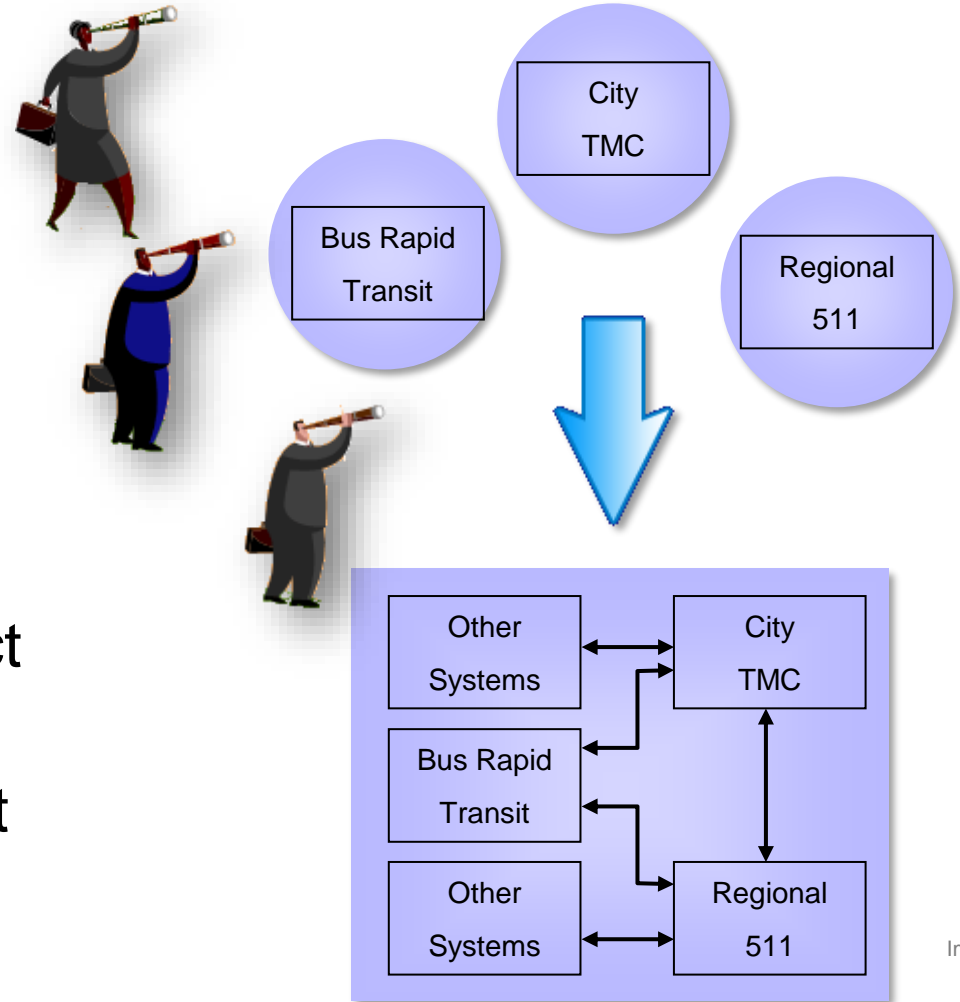 City
TMC
Bus Rapid
Transit
Regional
511
Other
Systems
City
TMC
Bus Rapid
Transit
Other
Systems
Regional
511